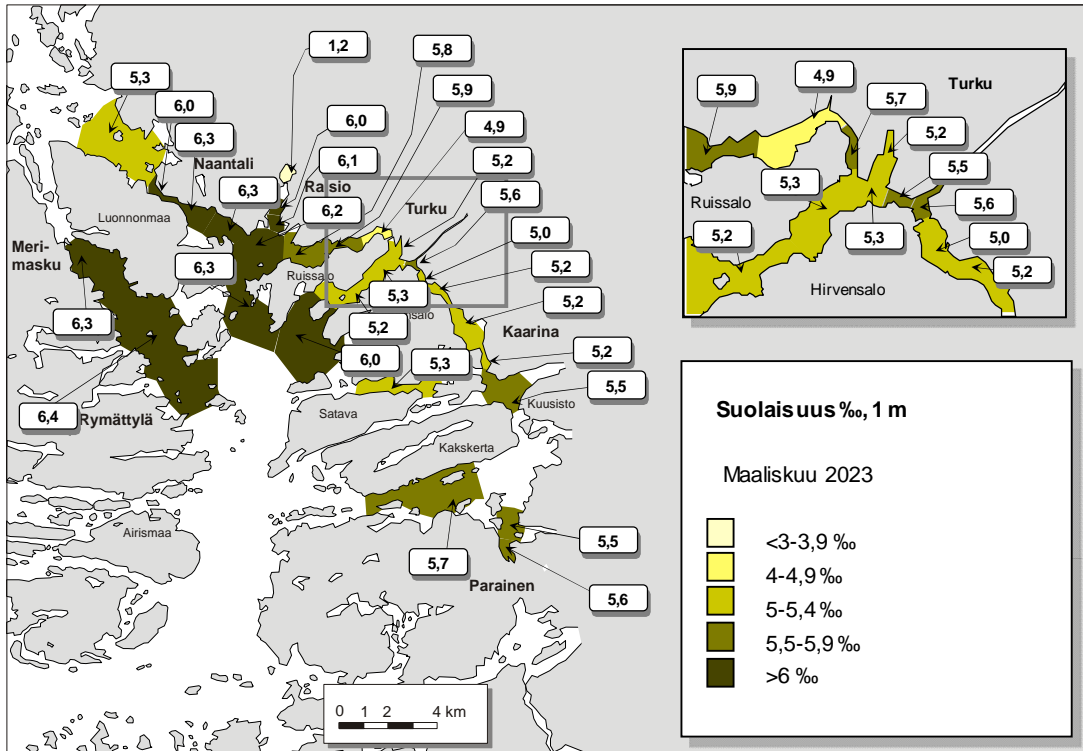 1,2
5,8
5,3
5,9
6,0
6,0
4,9
6,3
Naantali
6,1
5,2
6,3
Raisio
6,2
Turku
5,6
Luonnonmaa
5,0
Meri-
masku
6,3
Ruissalo
5,2
5,3
5,2
6,3
5,2
Kaarina
6,0
5,3
5,2
5,5
6,4
Rymättylä
Satava
Kuusisto
Kakskerta
Airismaa
5,7
5,5
Parainen
5,6
0 1 2 4 km
4,9
Turku
5,9
5,7
5,2
5,3
5,5
Ruissalo
5,6
5,2
5,3
5,0
5,2
Hirvensalo
Suolaisuus ‰, 1 m
Maaliskuu 2023
<3-3,9 ‰
4-4,9 ‰
5-5,4 ‰
5,5-5,9 ‰
>6 ‰